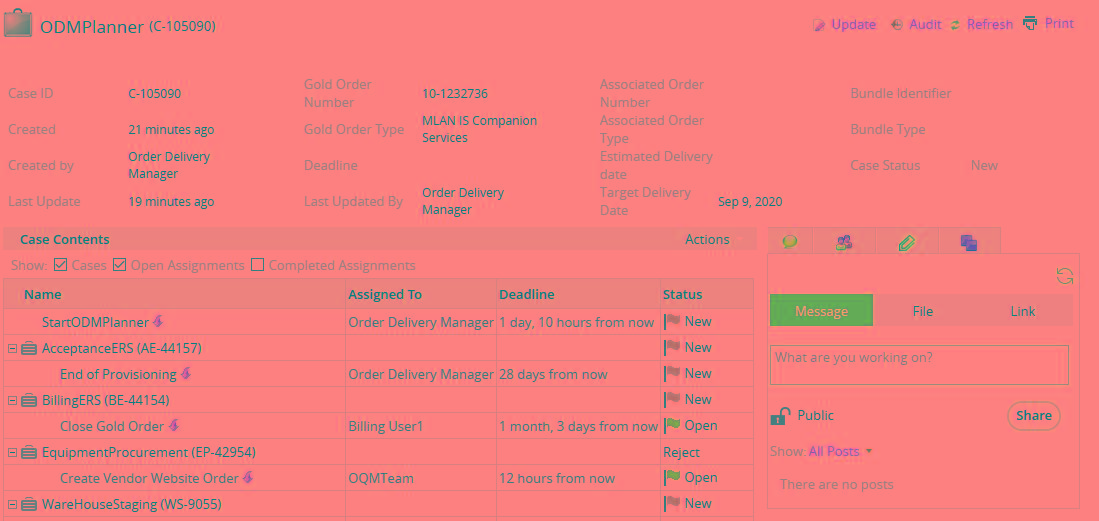 ODMPlanner (C-105090)
Update Audit Refresh Print
Case ID C-105090 Gold Order Number 10-1232736 Associated Order Number Bundle Identifier
Created 21 minutes ago Gold Order Type MLAN IS Companion Services Associated Order Type Bundle Type
Created by Order Delivery Manager Deadline Estimated Delivery date Case Status New
Last Update 19 minutes ago Last Updated By Order Delivery Manager Target Delivery Date Sep 9, 2020
Case Contents Actions
Show: Cases Open Assignments Completed Assignments
Name Assigned To Deadline Status
StartODMPlanner Order Delivery Manager 1 day, 10 hours from now New
AcceptanceERS (AE-44157) New
End of Provisioning Order Delivery Manager 28 days from now New
BillingERS (BE-44154) New
Close Gold Order Billing User1 1 month, 3 days from now Open
EquipmentProcurement (EP-42954) Reject
Create Vendor Website Order OQMTeam 12 hours from now Open
WareHouseStaging (WS-9055) New
Message File Link
What are you working on?
Public Share
Show: All Posts
There are no posts